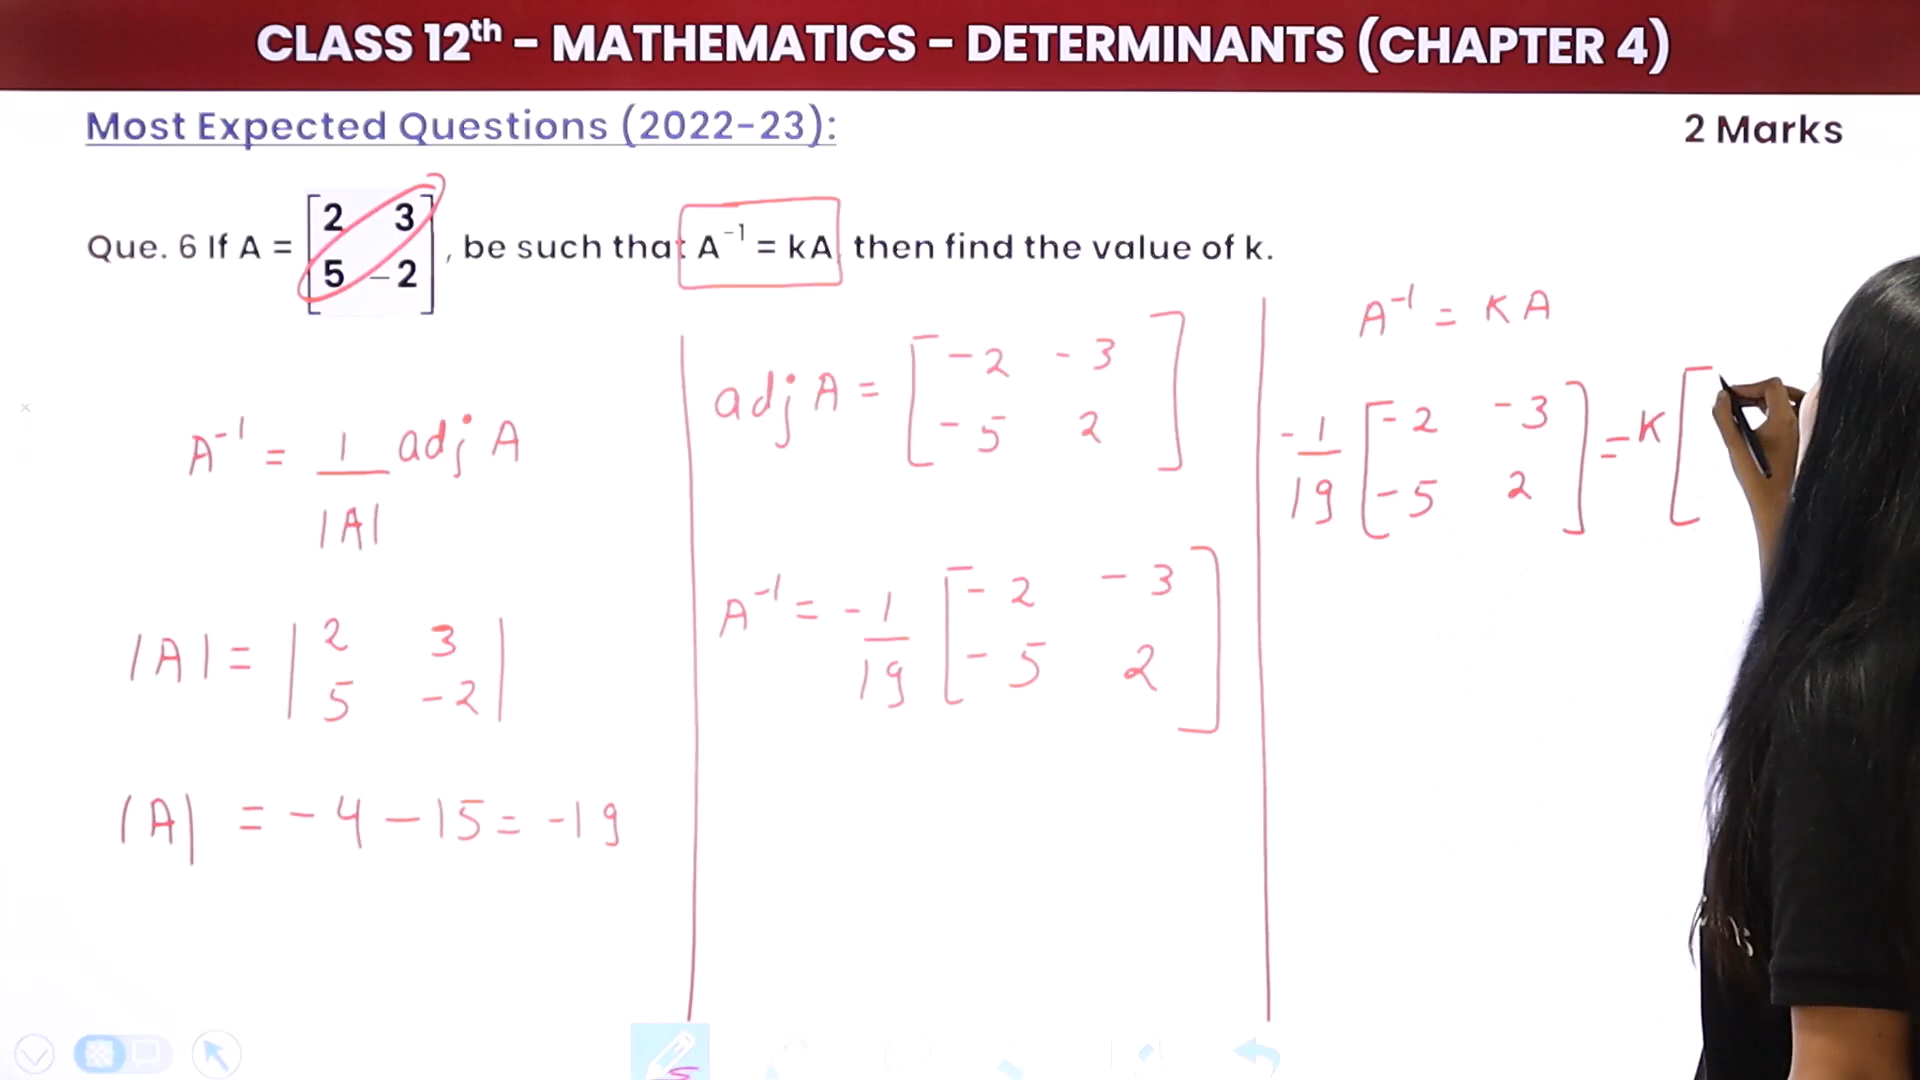 CLASS 12th - MATHEMATICS - DETERMINANTS (CHAPTER 4)
Most Expected Questions (2022-23):
2 Marks
Que. 6 If A = [2 3
5 -2], be such that A⁻¹ = kA, then find the value of k.
A⁻¹ = 1/|A| adj A
|A| = |2 3
5 -2|
|A| = -4 - 15 = -19
adj A = [-2 -3
-5 2]
A⁻¹ = -1/19 [-2 -3
-5 2]
A⁻¹ = KA
-1/19 [-2 -3
-5 2] = K [